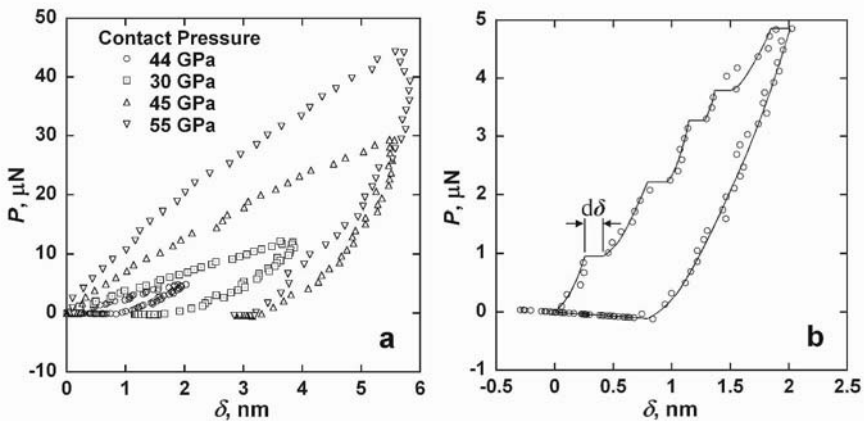 50
40
30
20
10
0
-10
P, μN
Contact Pressure
44 GPa
30 GPa
45 GPa
55 GPa
a
0 1 2 3 4 5 6
δ, nm
5
4
3
2
1
0
-1
P, μN
dδ
b
-0.5 0 0.5 1 1.5 2 2.5
δ, nm